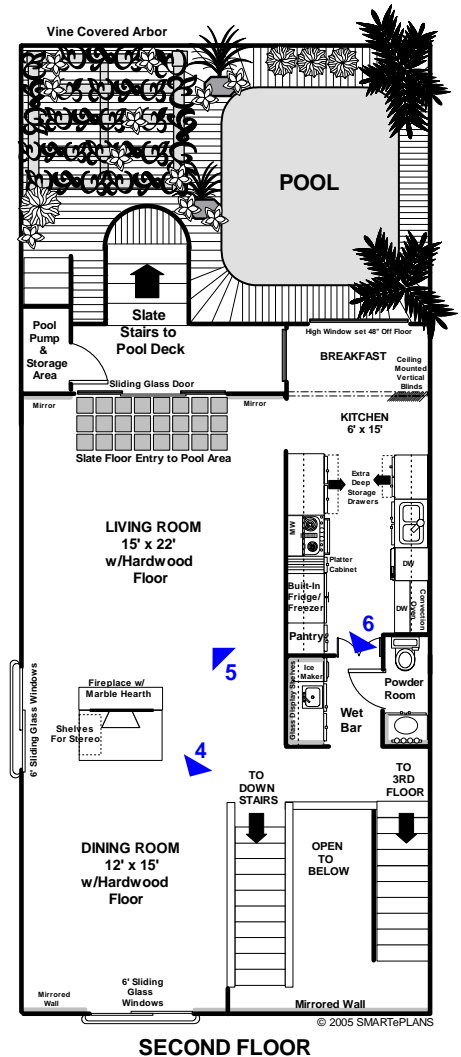 Vine Covered Arbor
POOL
Slate
Stairs to
Pool Deck
Pool
Pump
&
Storage
Area
High Window set 48" Off Floor
BREAKFAST
Ceiling
Mounted
Vertical
Blinds
Sliding Glass Door
Mirror
Mirror
KITCHEN
6' x 15'
Slate Floor Entry to Pool Area
Extra
Deep
Storage
Drawers
LIVING ROOM
15' x 22'
w/Hardwood
Floor
MW
Platter
Cabinet
DW
Built-In
Fridge/
Freezer
DW
Convection
Oven
Pantry
6
5
Ice
Maker
Glass Display Shelves
Powder
Room
Wet
Bar
6' Sliding Glass Windows
Fireplace w/
Marble Hearth
Shelves
For Stereo
4
TO
DOWN
STAIRS
TO
3RD
FLOOR
DINING ROOM
12' x 15'
w/Hardwood
Floor
OPEN
TO
BELOW
6' Sliding
Glass
Windows
Mirrored
Wall
Mirrored Wall
© 2005 SMARTePLANS
SECOND FLOOR